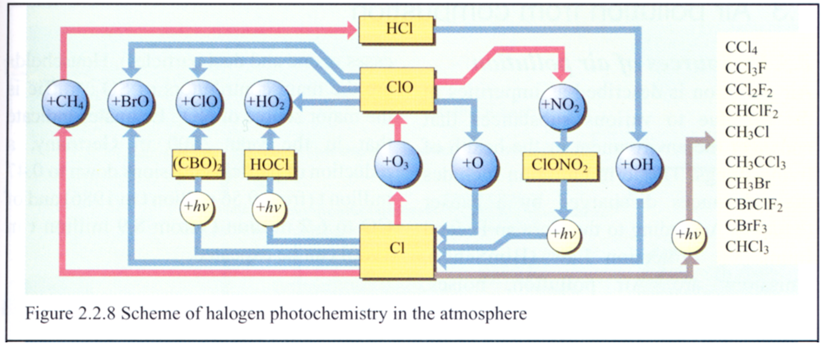 HCl
ClO
+CH4
+BrO
+ClO
+HO2
+NO2
(CBO)2
HOCl
+O3
+O
ClONO2
+OH
+hν
+hν
+hν
+hν
Cl
CCl4
CCl3F
CCl2F2
CHClF2
CH3Cl
CH3CCl3
CH3Br
CBrClF2
CBrF3
CHCl3
Figure 2.2.8 Scheme of halogen photochemistry in the atmosphere